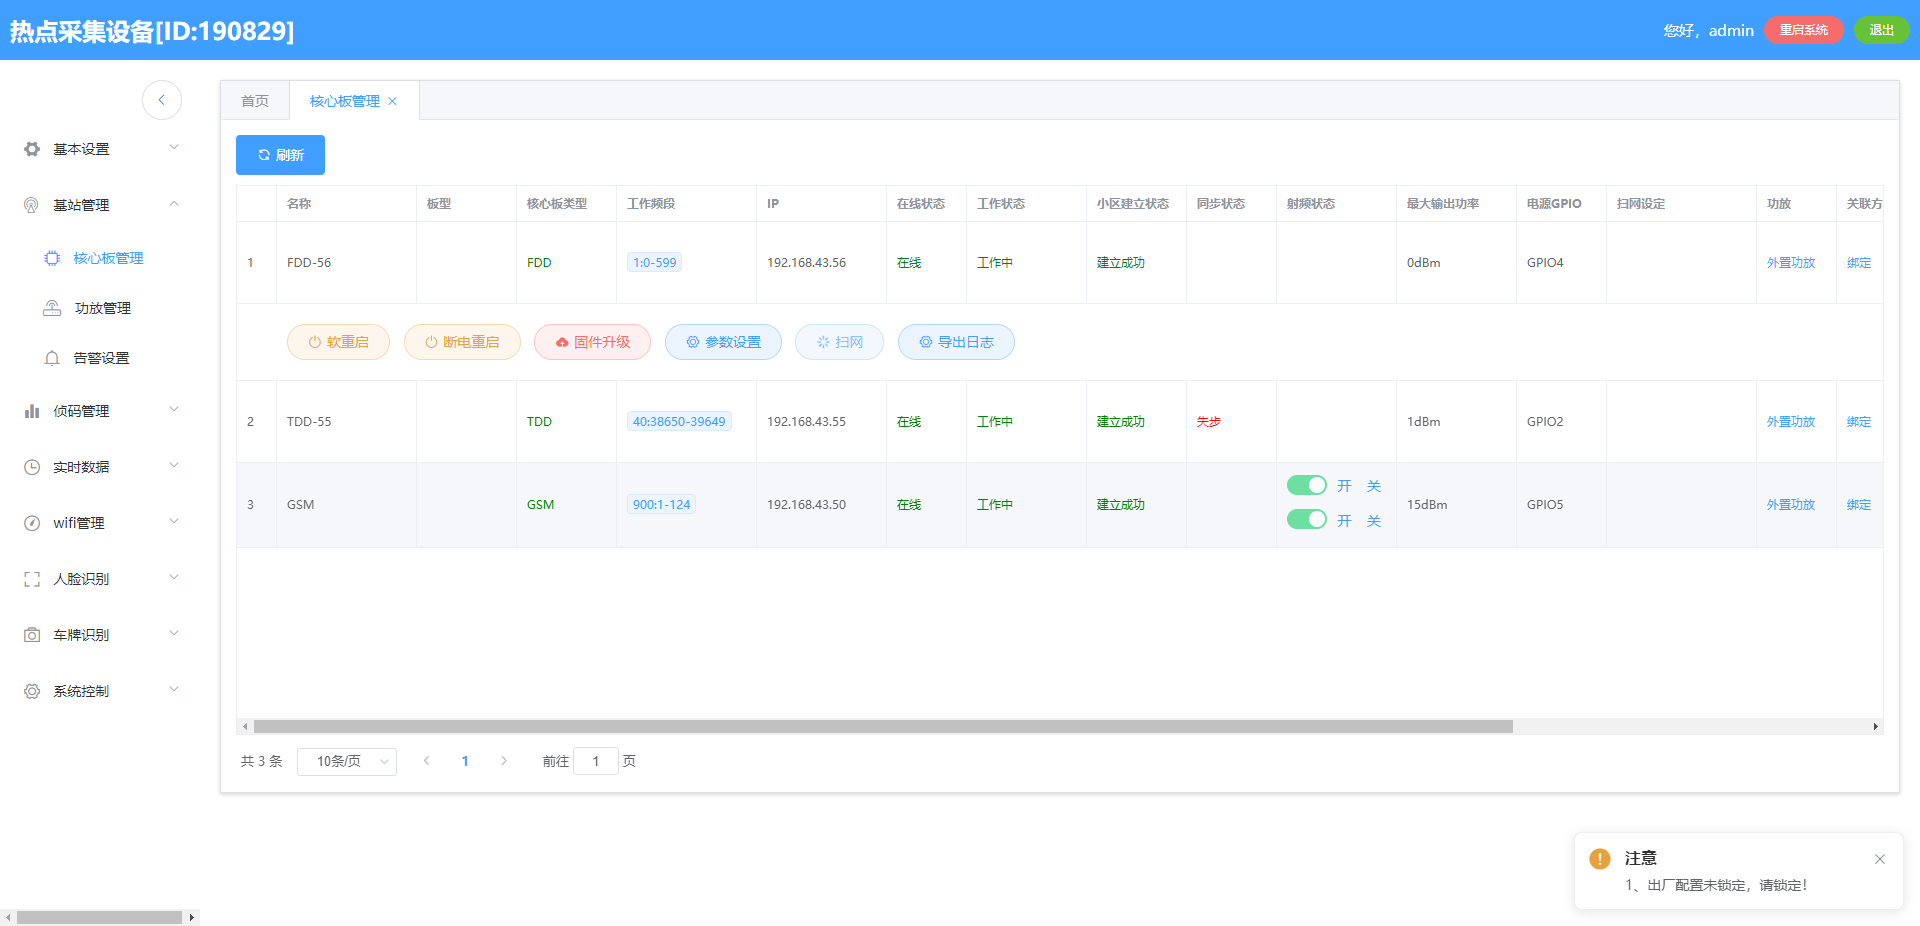 热点采集设备[ID:190829]
您好，admin 重启系统 退出
首页 核心板管理
刷新
基本设置
基站管理
核心板管理
功放管理
告警设置
侦码管理
实时数据
wifi管理
人脸识别
车牌识别
系统控制
名称 板型 核心板类型 工作频段 IP 在线状态 工作状态 小区建立状态 同步状态 射频状态 最大输出功率 电源GPIO 扫网设定 功放 关联方
1 FDD-56 FDD 1:0-599 192.168.43.56 在线 工作中 建立成功 0dBm GPIO4 外置功放 绑定
软重启 断电重启 固件升级 参数设置 扫网 导出日志
2 TDD-55 TDD 40:38650-39649 192.168.43.55 在线 工作中 建立成功 失步 1dBm GPIO2 外置功放 绑定
3 GSM GSM 900:1-124 192.168.43.50 在线 工作中 建立成功 开 关 15dBm GPIO5 外置功放 绑定
开 关
共 3 条 10条/页 1 前往 1 页
注意
1、出厂配置未锁定，请锁定！